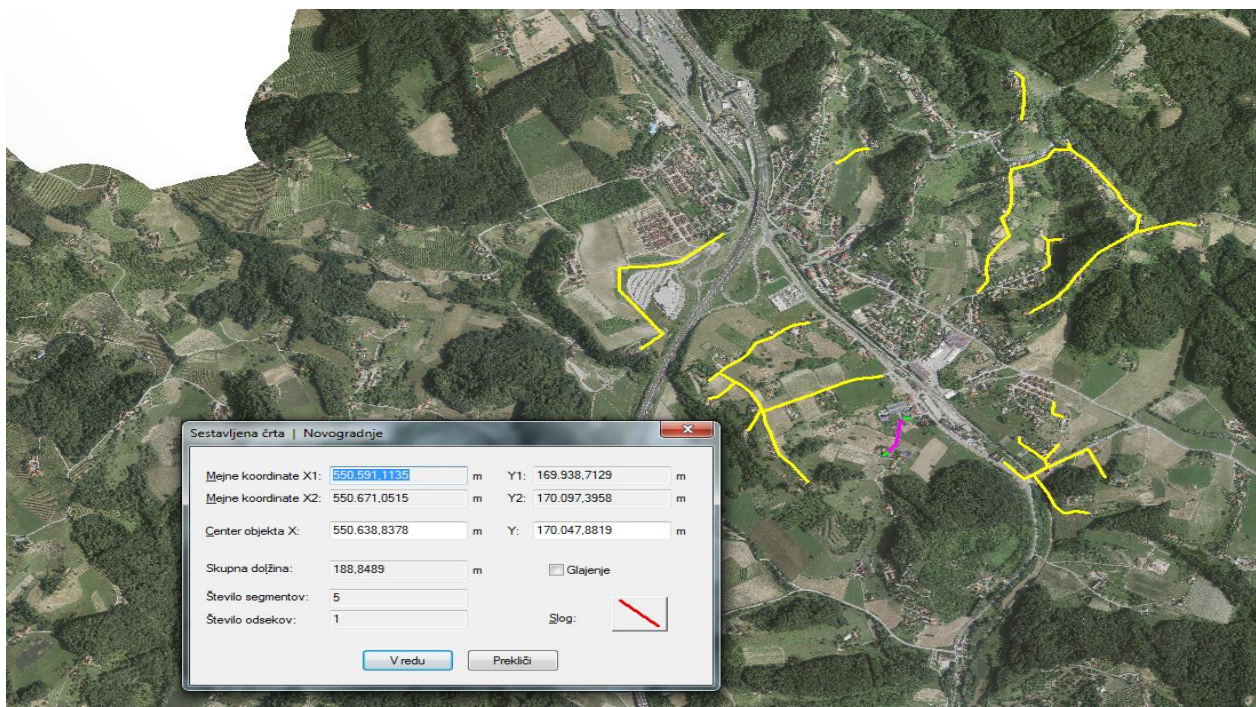 Sestavljena črta | Novogradnje
Mejne koordinate X1: 550.591,1135 m Y1: 169.938,7129 m
Mejne koordinate X2: 550.671,0515 m Y2: 170.097,3958 m
Center objekta X: 550.638,8378 m Y: 170.047,8819 m
Skupna dolžina: 188,8489 m Glajenje
Število segmentov: 5
Število odsekov: 1 Slog:
V redu Prekliči